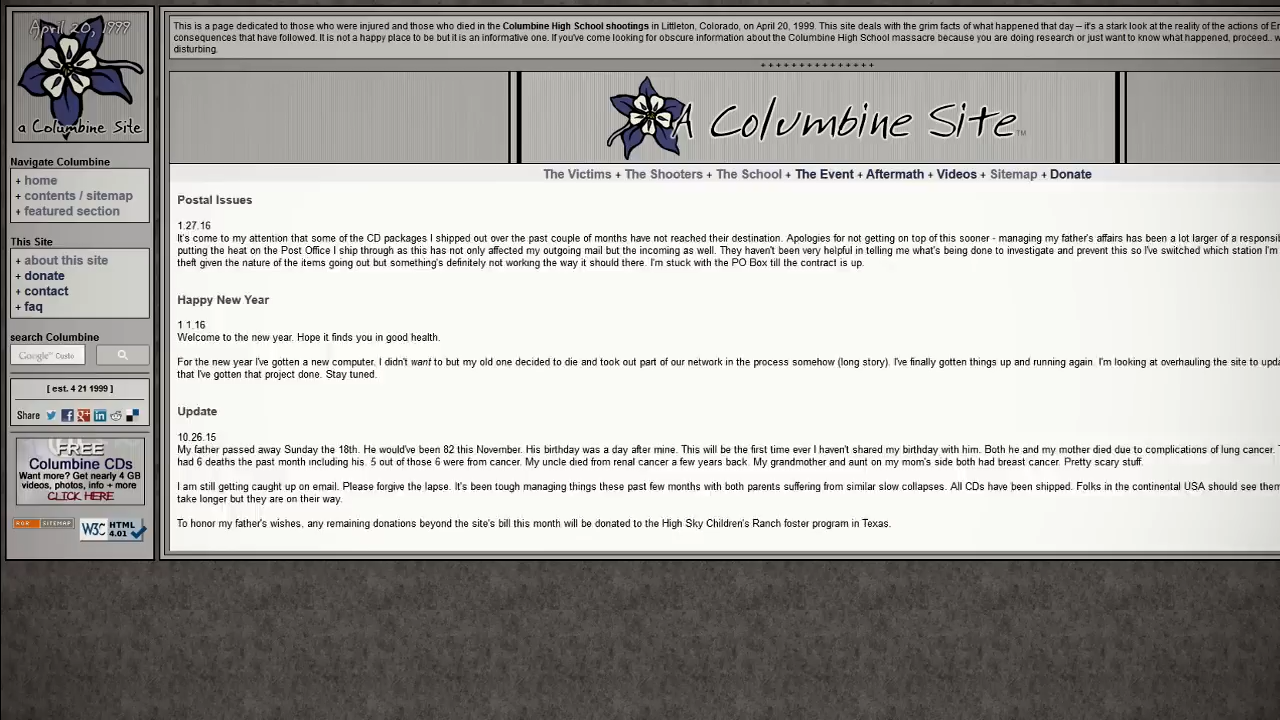 April 20, 1999
a Columbine Site
Navigate Columbine
+ home
+ contents / sitemap
+ featured section
This Site
+ about this site
+ donate
+ contact
+ faq
search Columbine
Google™ Custo
[ est. 4 21 1999 ]
Share
FREE
Columbine CDs
Want more? Get nearly 4 GB
videos, photos, info + more
CLICK HERE
ROR SITEMAP
W3C HTML 4.01
This is a page dedicated to those who were injured and those who died in the Columbine High School shootings in Littleton, Colorado, on April 20, 1999. This site deals with the grim facts of what happened that day -- it's a stark look at the reality of the actions of Er
consequences that have followed. It is not a happy place to be but it is an informative one. If you've come looking for obscure information about the Columbine High School massacre because you are doing research or just want to know what happened, proceed.. w
disturbing.
+ + + + + + + + + + + + + + +
A Columbine Site™
The Victims + The Shooters + The School + The Event + Aftermath + Videos + Sitemap + Donate
Postal Issues
1.27.16
It's come to my attention that some of the CD packages I shipped out over the past couple of months have not reached their destination. Apologies for not getting on top of this sooner - managing my father's affairs has been a lot larger of a responsi
putting the heat on the Post Office I ship through as this has not only affected my outgoing mail but the incoming as well. They haven't been very helpful in telling me what's being done to investigate and prevent this so I've switched which station I'm
theft given the nature of the items going out but something's definitely not working the way it should there. I'm stuck with the PO Box till the contract is up.
Happy New Year
1 1.16
Welcome to the new year. Hope it finds you in good health.
For the new year I've gotten a new computer. I didn't want to but my old one decided to die and took out part of our network in the process somehow (long story). I've finally gotten things up and running again. I'm looking at overhauling the site to upda
that I've gotten that project done. Stay tuned.
Update
10.26.15
My father passed away Sunday the 18th. He would've been 82 this November. His birthday was a day after mine. This will be the first time ever I haven't shared my birthday with him. Both he and my mother died due to complications of lung cancer.
had 6 deaths the past month including his. 5 out of those 6 were from cancer. My uncle died from renal cancer a few years back. My grandmother and aunt on my mom's side both had breast cancer. Pretty scary stuff.
I am still getting caught up on email. Please forgive the lapse. It's been tough managing things these past few months with both parents suffering from similar slow collapses. All CDs have been shipped. Folks in the continental USA should see them
take longer but they are on their way.
To honor my father's wishes, any remaining donations beyond the site's bill this month will be donated to the High Sky Children's Ranch foster program in Texas.